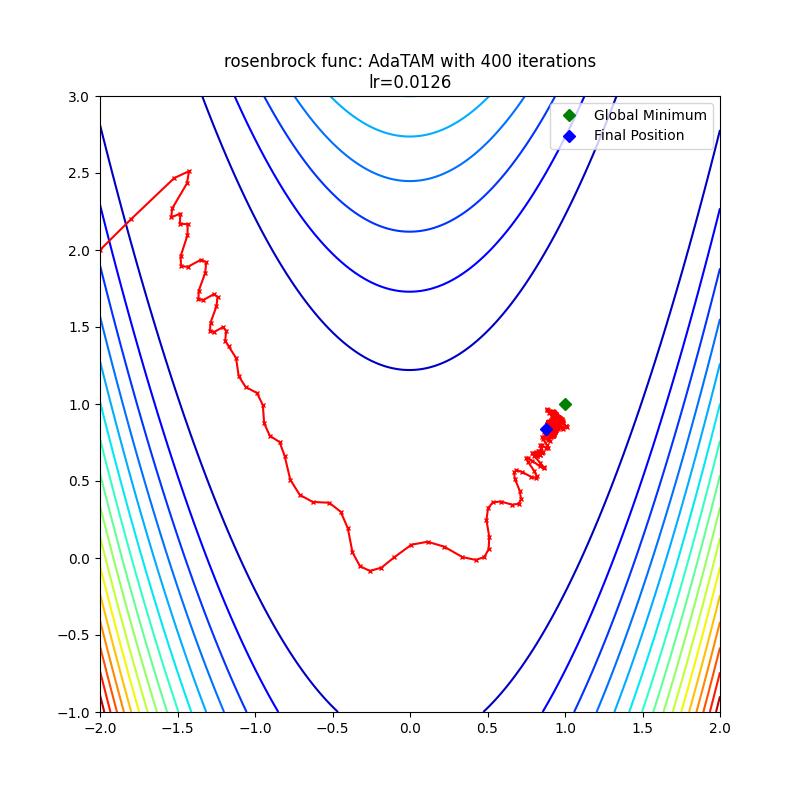 rosenbrock func: AdaTAM with 400 iterations
lr=0.0126
Global Minimum
Final Position
3.0
2.5
2.0
1.5
1.0
0.5
0.0
−0.5
−1.0
−2.0 −1.5 −1.0 −0.5 0.0 0.5 1.0 1.5 2.0